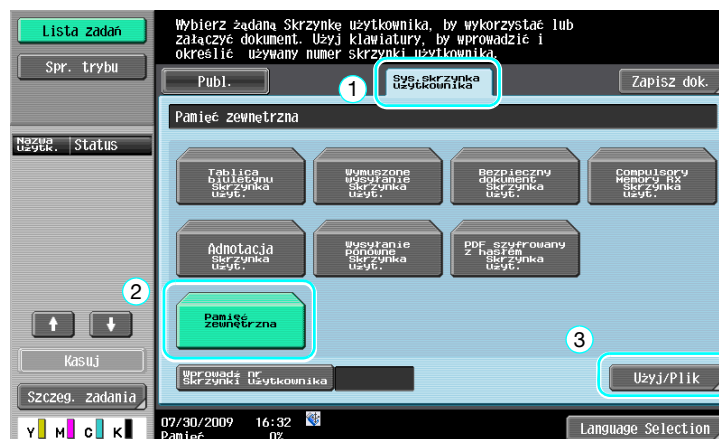 Lista zadań
Spr. trybu
Nazwa użytk.
Status
Kasuj
Szczeg. zadania
Y M C K
Wybierz żądaną Skrzynkę użytkownika, by wykorzystać lub
załączyć dokument. Użyj klawiatury, by wprowadzić i
określić używany numer skrzynki użytkownika.
Publ.
1
Sys.skrzynka
użytkownika
Zapisz dok.
Pamięć zewnętrzna
Tablica
biuletynu
Skrzynka
użyt.
Wymuszone
wysyłanie
Skrzynka
użyt.
Bezpieczny
dokument
Skrzynka
użyt.
Compulsory
Memory RX
Skrzynka
użyt.
Adnotacja
Skrzynka
użyt.
Wysyłanie
ponowne
Skrzynka
użyt.
PDF szyfrowany
z hasłem
Skrzynka
użyt.
2
Pamięć
zewnętrzna
3
Wprowadź nr
Skrzynki użytkownika
Użyj/Plik
07/30/2009 16:32
Pamięć 0%
Language Selection